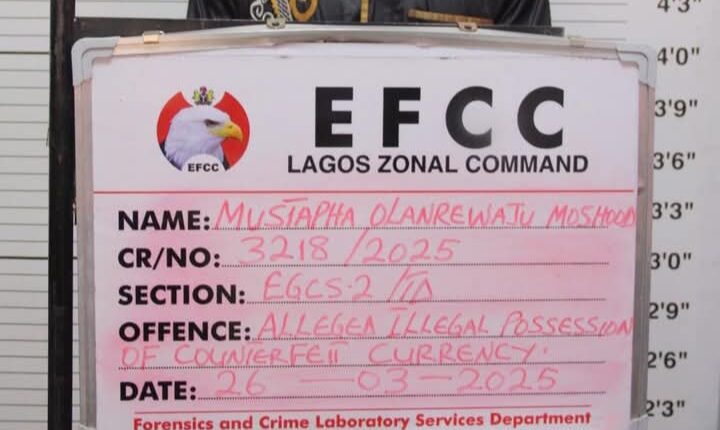 4'3"
4'0"
EFCC
3'9"
LAGOS ZONAL COMMAND
3'6"
EFCC
NAME: MUSTAPHA OLANREWAJU MOSHOOD
3'3"
CR/NO: 3218/2025
3'0"
SECTION: EGCS-2/ID
2'9"
OFFENCE: ALLEGED ILLEGAL POSSESSION
OF COUNTERFEIT CURRENCY.
2'6"
DATE: 26-03-2025
2'3"
Forensics and Crime Laboratory Services Department